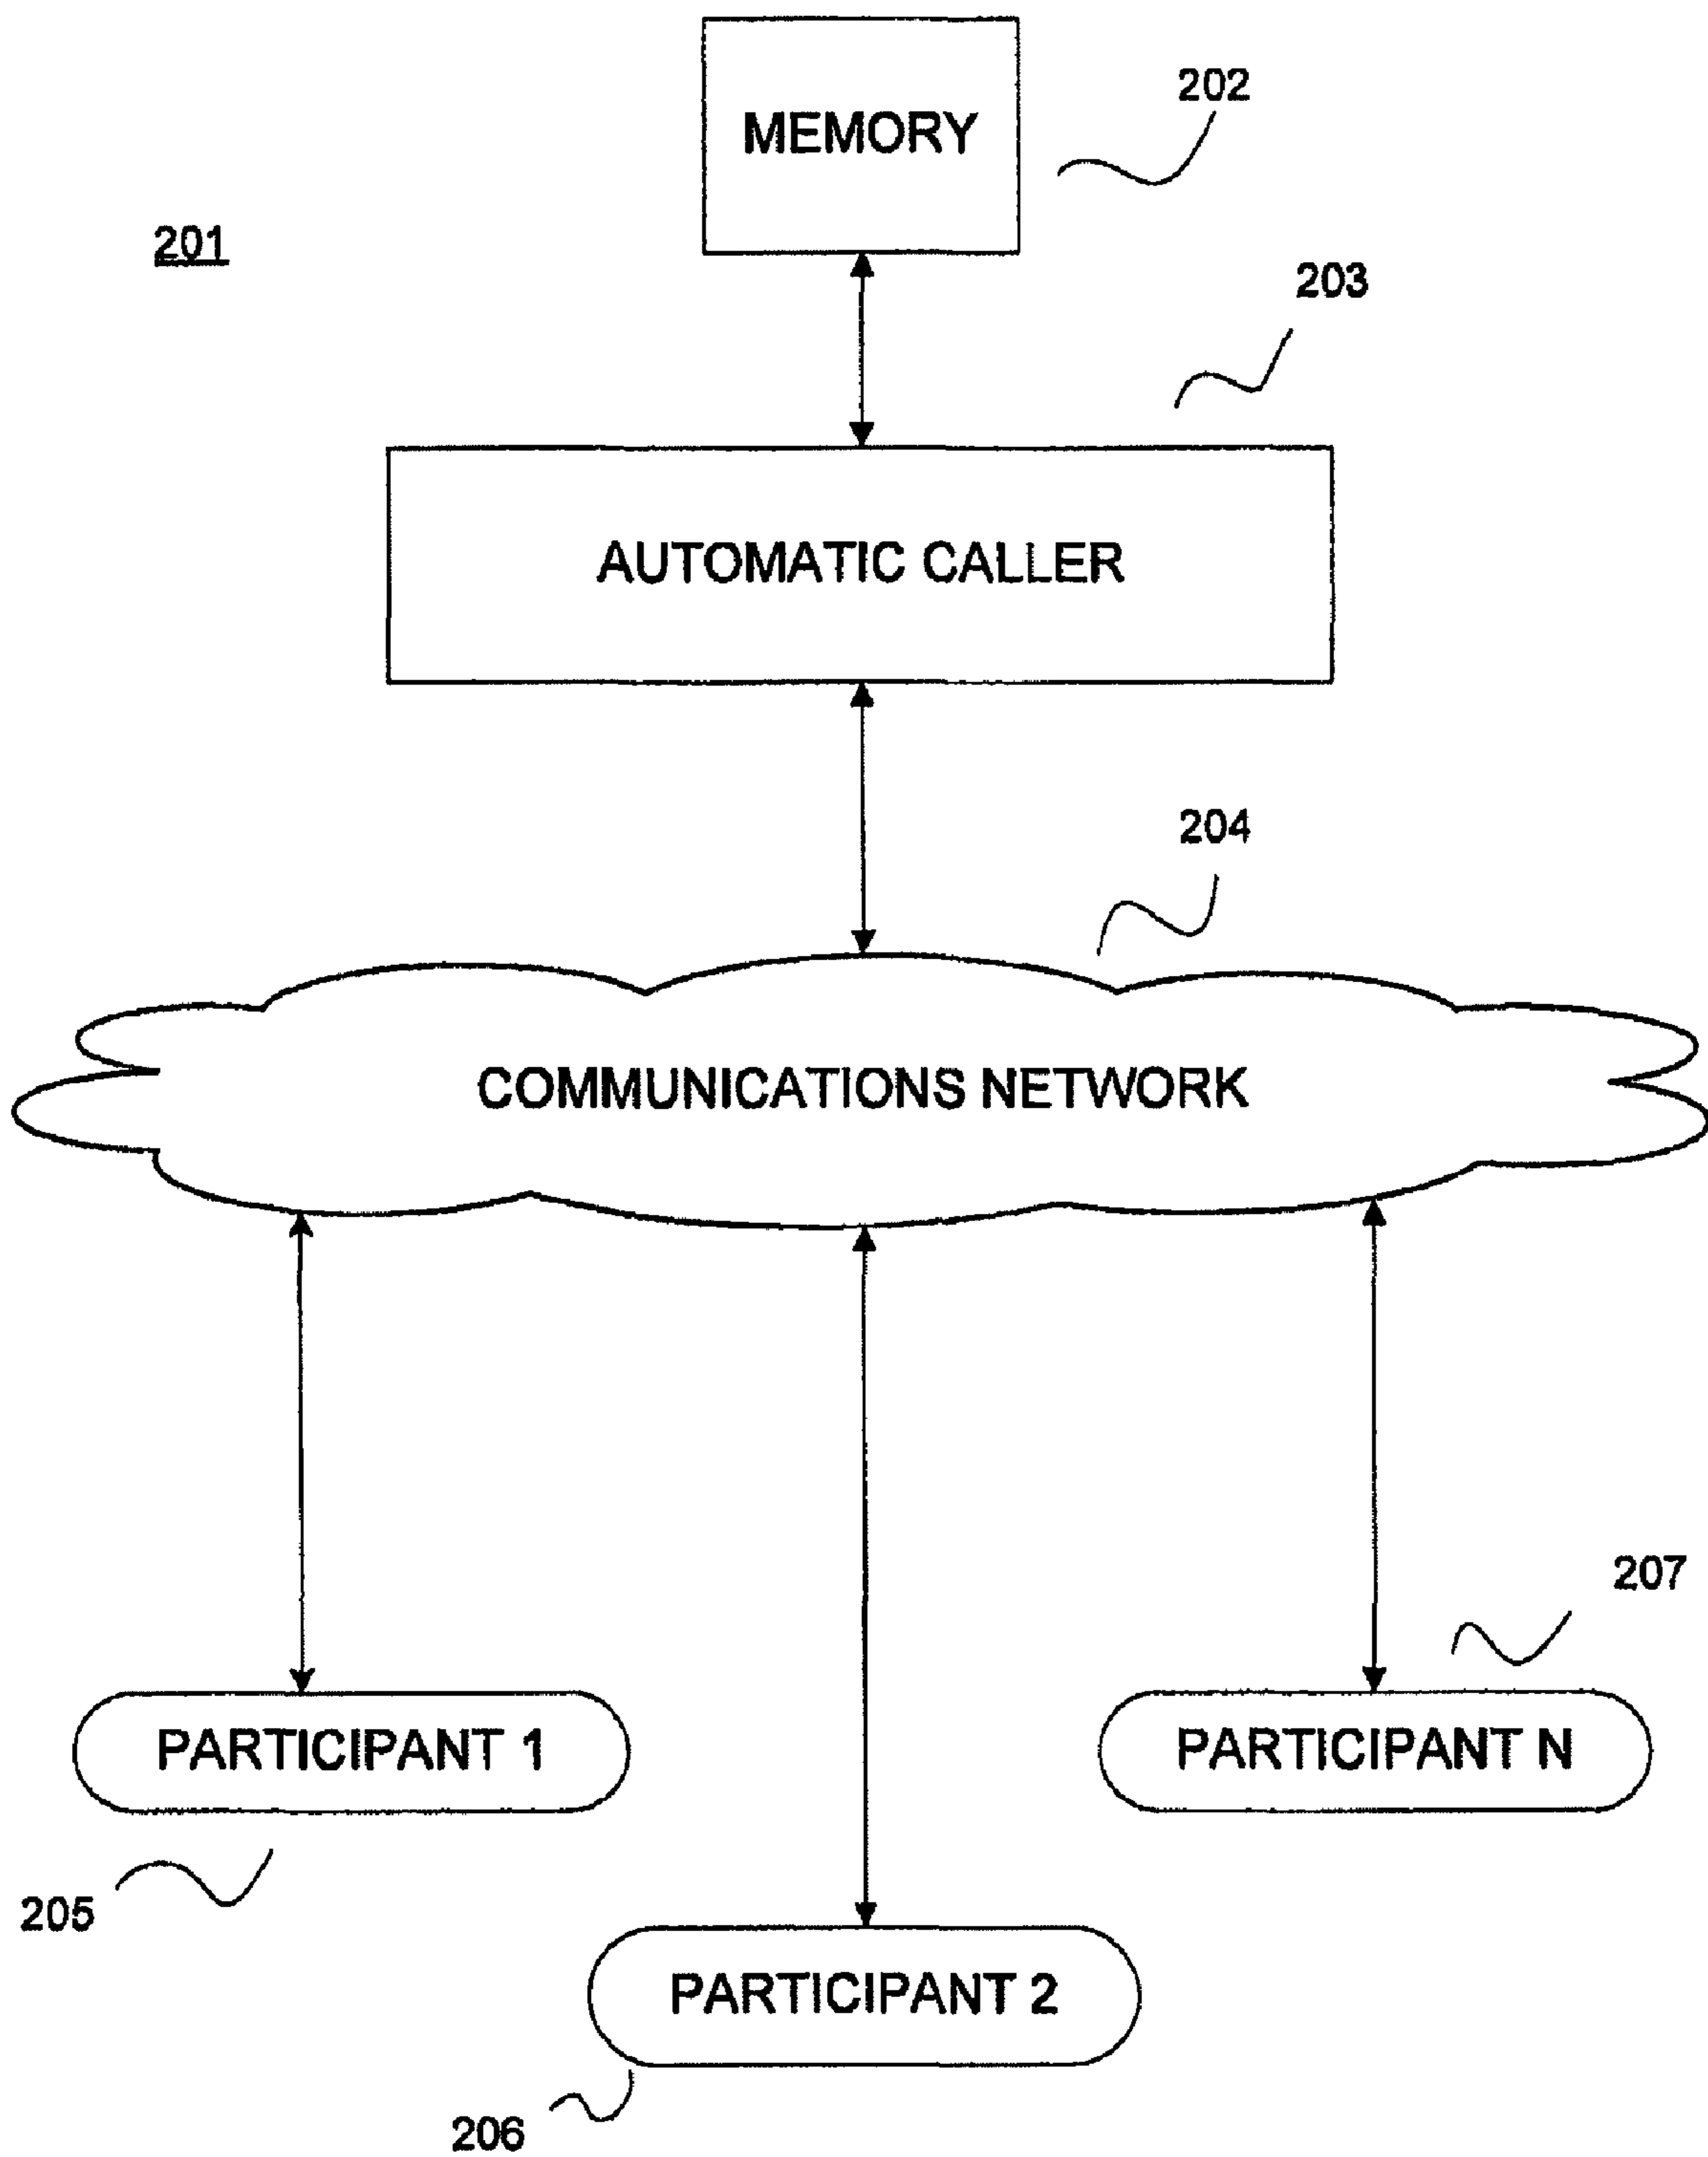 202
MEMORY
201
203
AUTOMATIC CALLER
204
COMMUNICATIONS NETWORK
207
PARTICIPANT 1
PARTICIPANT N
205
PARTICIPANT 2
206